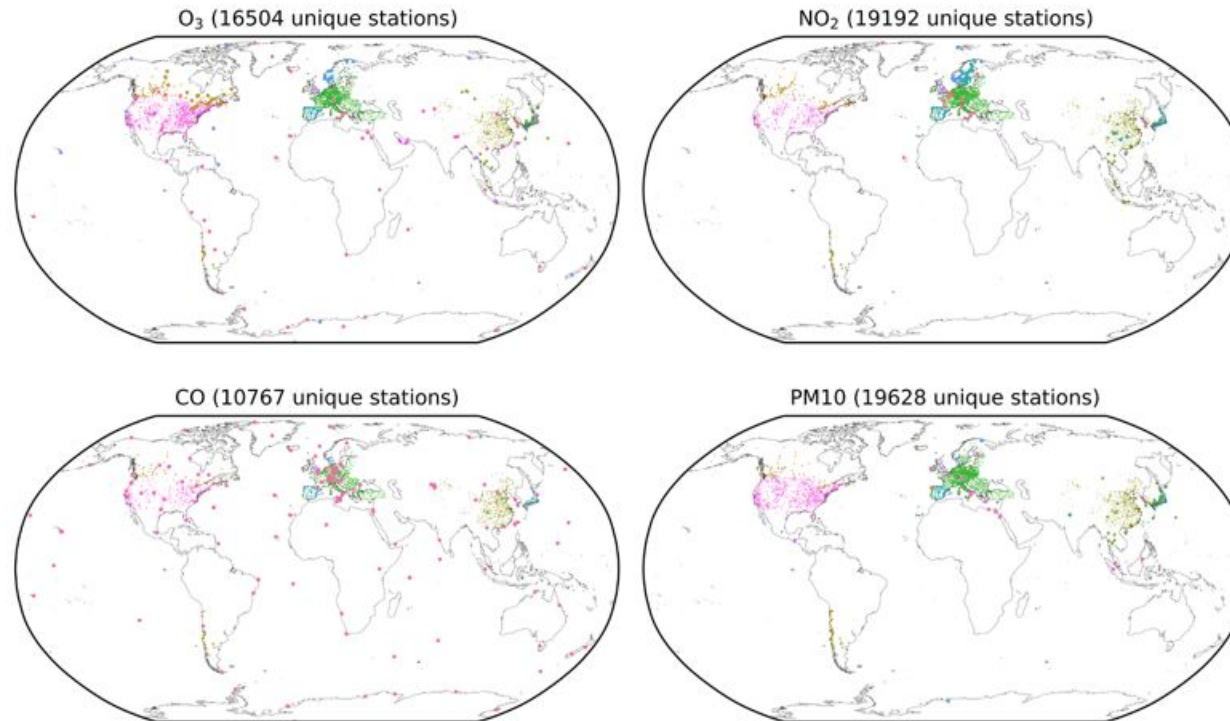 O₃ (16504 unique stations)
NO₂ (19192 unique stations)
CO (10767 unique stations)
PM10 (19628 unique stations)